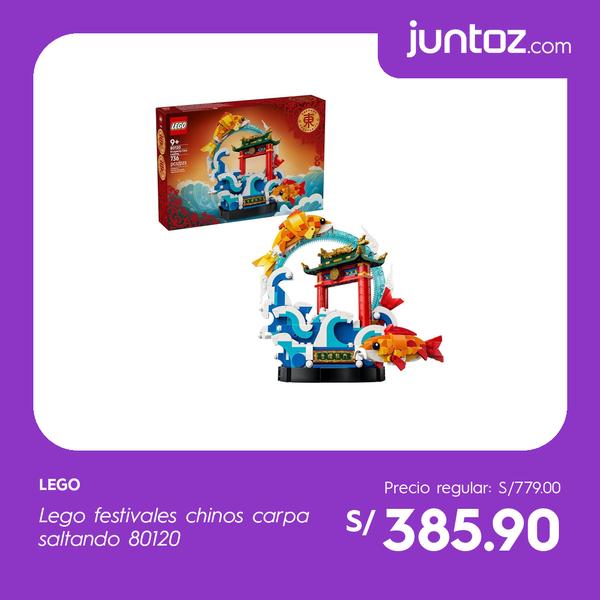 juntoz.com
LEGO
9+
80120
736
LEGO
Precio regular: S/779.00
Lego festivales chinos carpa
saltando 80120
S/385.90